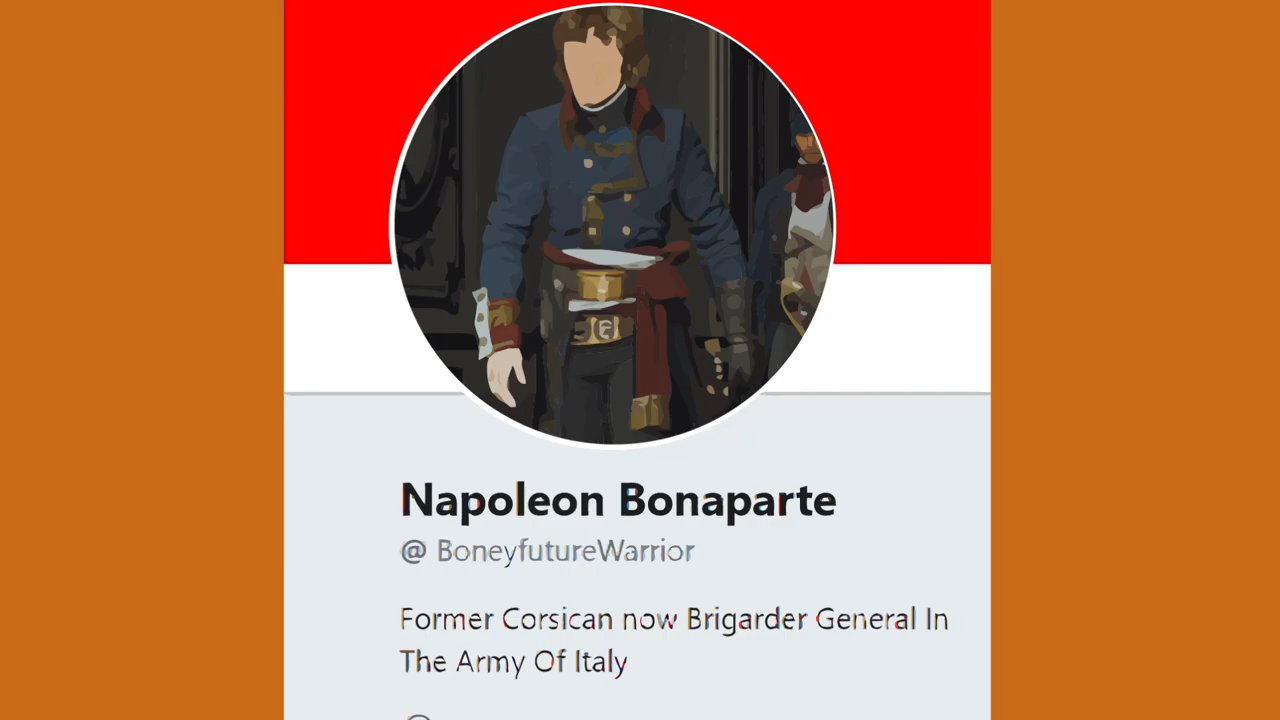 Napoleon Bonaparte
@ BoneyfutureWarrior
Former Corsican now Brigarder General In
The Army Of Italy